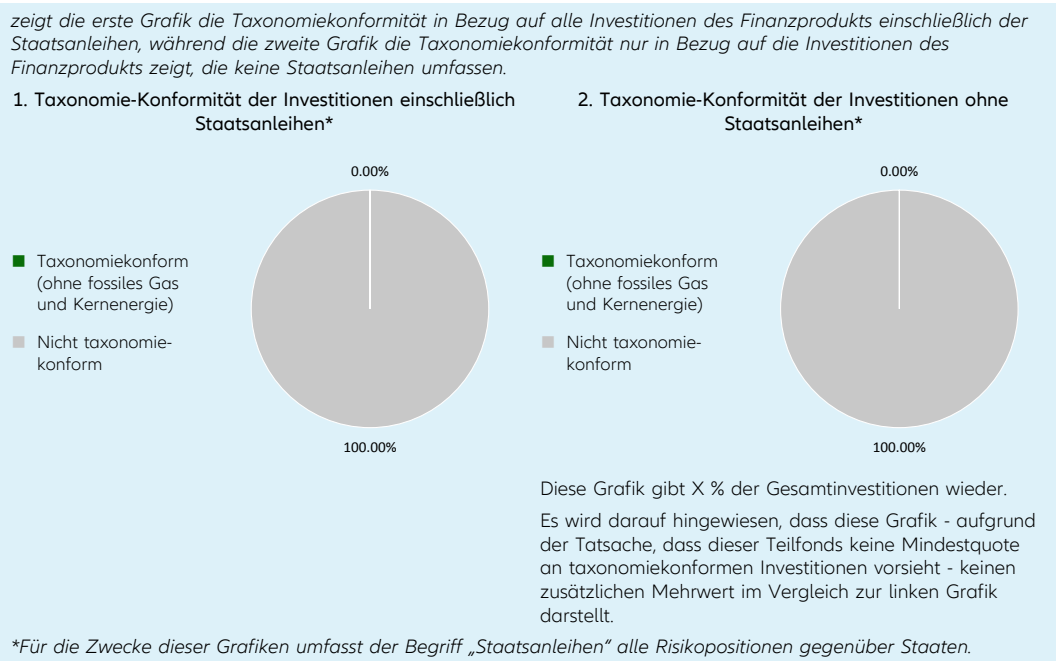 zeigt die erste Grafik die Taxonomiekonformität in Bezug auf alle Investitionen des Finanzprodukts einschließlich der
Staatsanleihen, während die zweite Grafik die Taxonomiekonformität nur in Bezug auf die Investitionen des
Finanzprodukts zeigt, die keine Staatsanleihen umfassen.
1. Taxonomie-Konformität der Investitionen einschließlich
Staatsanleihen*
0.00%
Taxonomiekonform
(ohne fossiles Gas
und Kernenergie)
Nicht taxonomie-
konform
100.00%
2. Taxonomie-Konformität der Investitionen ohne
Staatsanleihen*
0.00%
Taxonomiekonform
(ohne fossiles Gas
und Kernenergie)
Nicht taxonomie-
konform
100.00%
Diese Grafik gibt X % der Gesamtinvestitionen wieder.
Es wird darauf hingewiesen, dass diese Grafik - aufgrund
der Tatsache, dass dieser Teilfonds keine Mindestquote
an taxonomiekonformen Investitionen vorsieht - keinen
zusätzlichen Mehrwert im Vergleich zur linken Grafik
darstellt.
*Für die Zwecke dieser Grafiken umfasst der Begriff „Staatsanleihen“ alle Risikopositionen gegenüber Staaten.